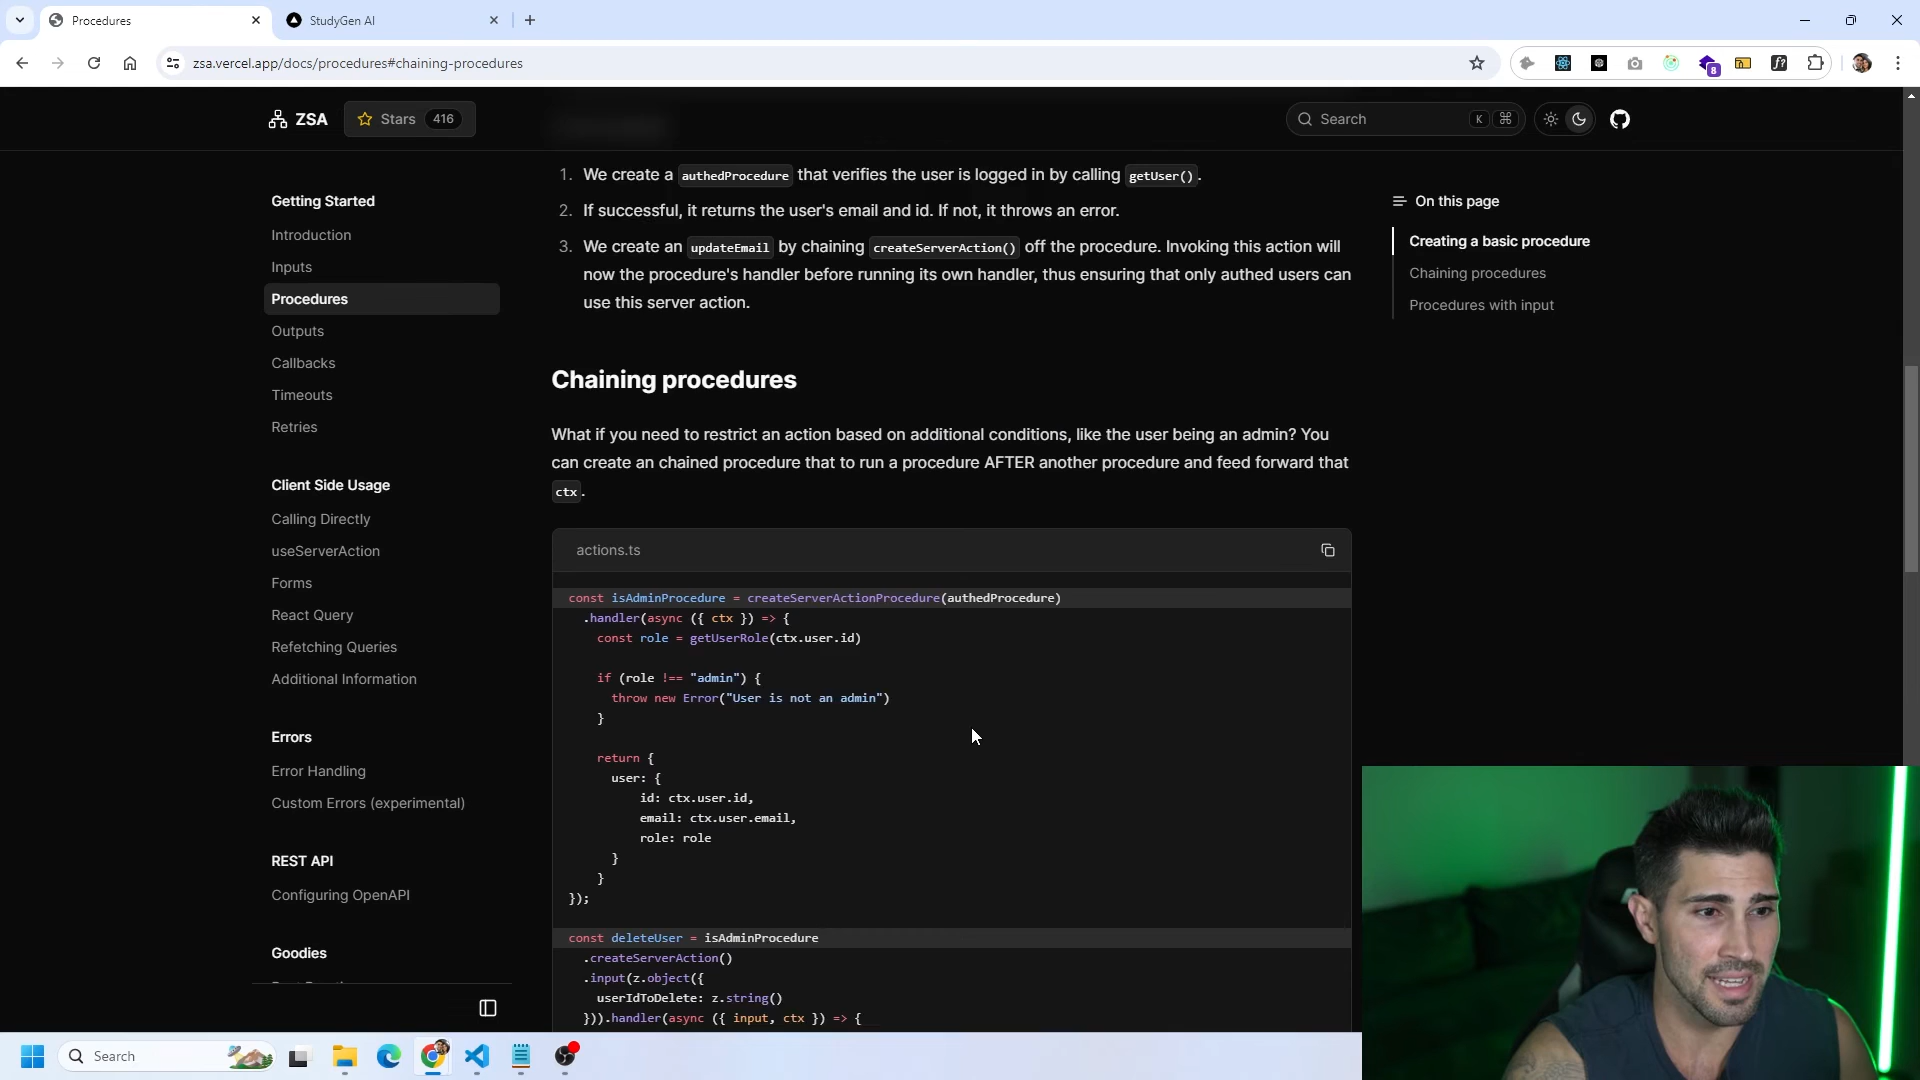 Procedures
StudyGen AI
zsa.vercel.app/docs/procedures#chaining-procedures
8
f?
ZSA
Stars 416
Search K ⌘
Getting Started
Introduction
Inputs
Procedures
Outputs
Callbacks
Timeouts
Retries
Client Side Usage
Calling Directly
useServerAction
Forms
React Query
Refetching Queries
Additional Information
Errors
Error Handling
Custom Errors (experimental)
REST API
Configuring OpenAPI
Goodies
1. We create a authedProcedure that verifies the user is logged in by calling getUser().
2. If successful, it returns the user's email and id. If not, it throws an error.
3. We create an updateEmail by chaining createServerAction() off the procedure. Invoking this action will
now the procedure's handler before running its own handler, thus ensuring that only authed users can
use this server action.
Chaining procedures
What if you need to restrict an action based on additional conditions, like the user being an admin? You
can create an chained procedure that to run a procedure AFTER another procedure and feed forward that
ctx.
actions.ts
const isAdminProcedure = createServerActionProcedure(authedProcedure)
.handler(async ({ ctx }) => {
const role = getUserRole(ctx.user.id)
if (role !== "admin") {
throw new Error("User is not an admin")
}
return {
user: {
id: ctx.user.id,
email: ctx.user.email,
role: role
}
}
});
const deleteUser = isAdminProcedure
.createServerAction()
.input(z.object({
userIdToDelete: z.string()
})).handler(async ({ input, ctx }) => {
On this page
Creating a basic procedure
Chaining procedures
Procedures with input
Search